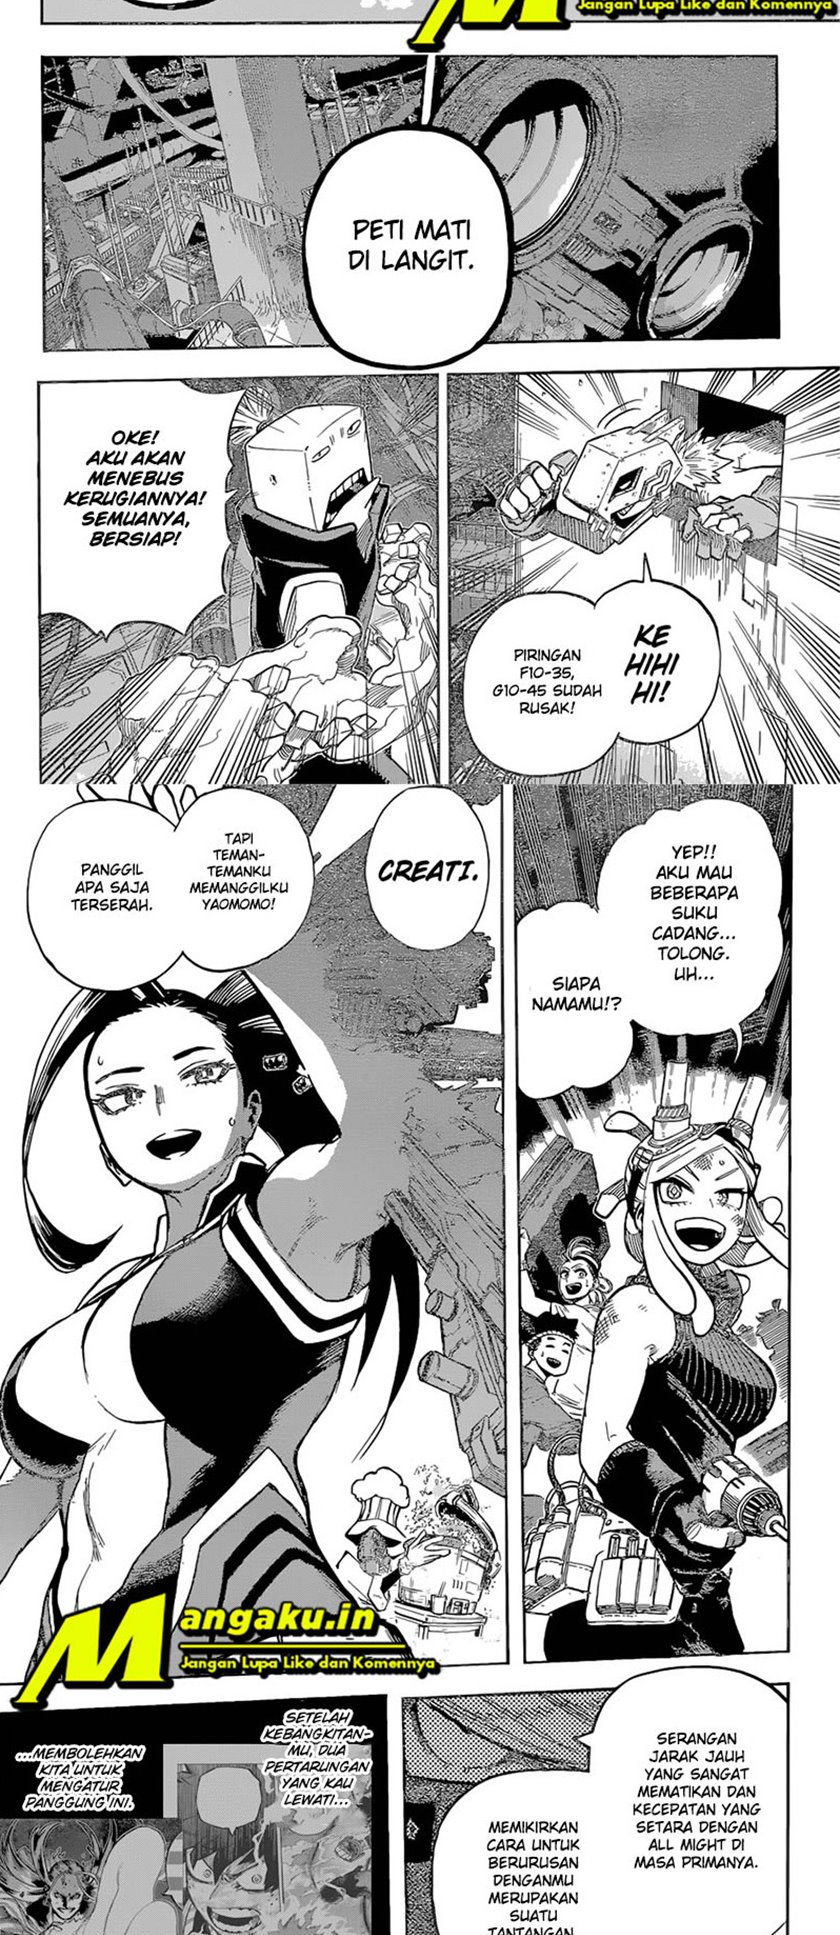 Jangan Lupa Like dan Komennya
PETI MATI
DI LANGIT.
OKE!
AKU AKAN
MENEBUS
KERUGIANNYA!
SEMUANYA,
BERSIAP!
KE
HIHI
HI!
PIRINGAN
F10-35,
G10-45 SUDAH
RUSAK!
YEP!!
AKU MAU
BEBERAPA
SUKU
CADANG...
TOLONG.
UH...
SIAPA
NAMAMU!?
CREATI.
TAPI
TEMAN-
TEMANKU
MEMANGGILKU
YAOMOMO!
PANGGIL
APA SAJA
TERSERAH.
Mangaku.in
Jangan Lupa Like dan Komennya
SETELAH
KEBANGKITAN-
MU, DUA
PERTARUNGAN
YANG KAU
LEWATI...
...MEMBOLEHKAN
KITA UNTUK
MENGATUR
PANGGUNG INI.
SERANGAN
JARAK JAUH
YANG SANGAT
MEMATIKAN DAN
KECEPATAN YANG
SETARA DENGAN
ALL MIGHT DI
MASA PRIMANYA.
MEMIKIRKAN
CARA UNTUK
BERURUSAN
DENGANMU
MERUPAKAN
SUATU
TANTANGAN